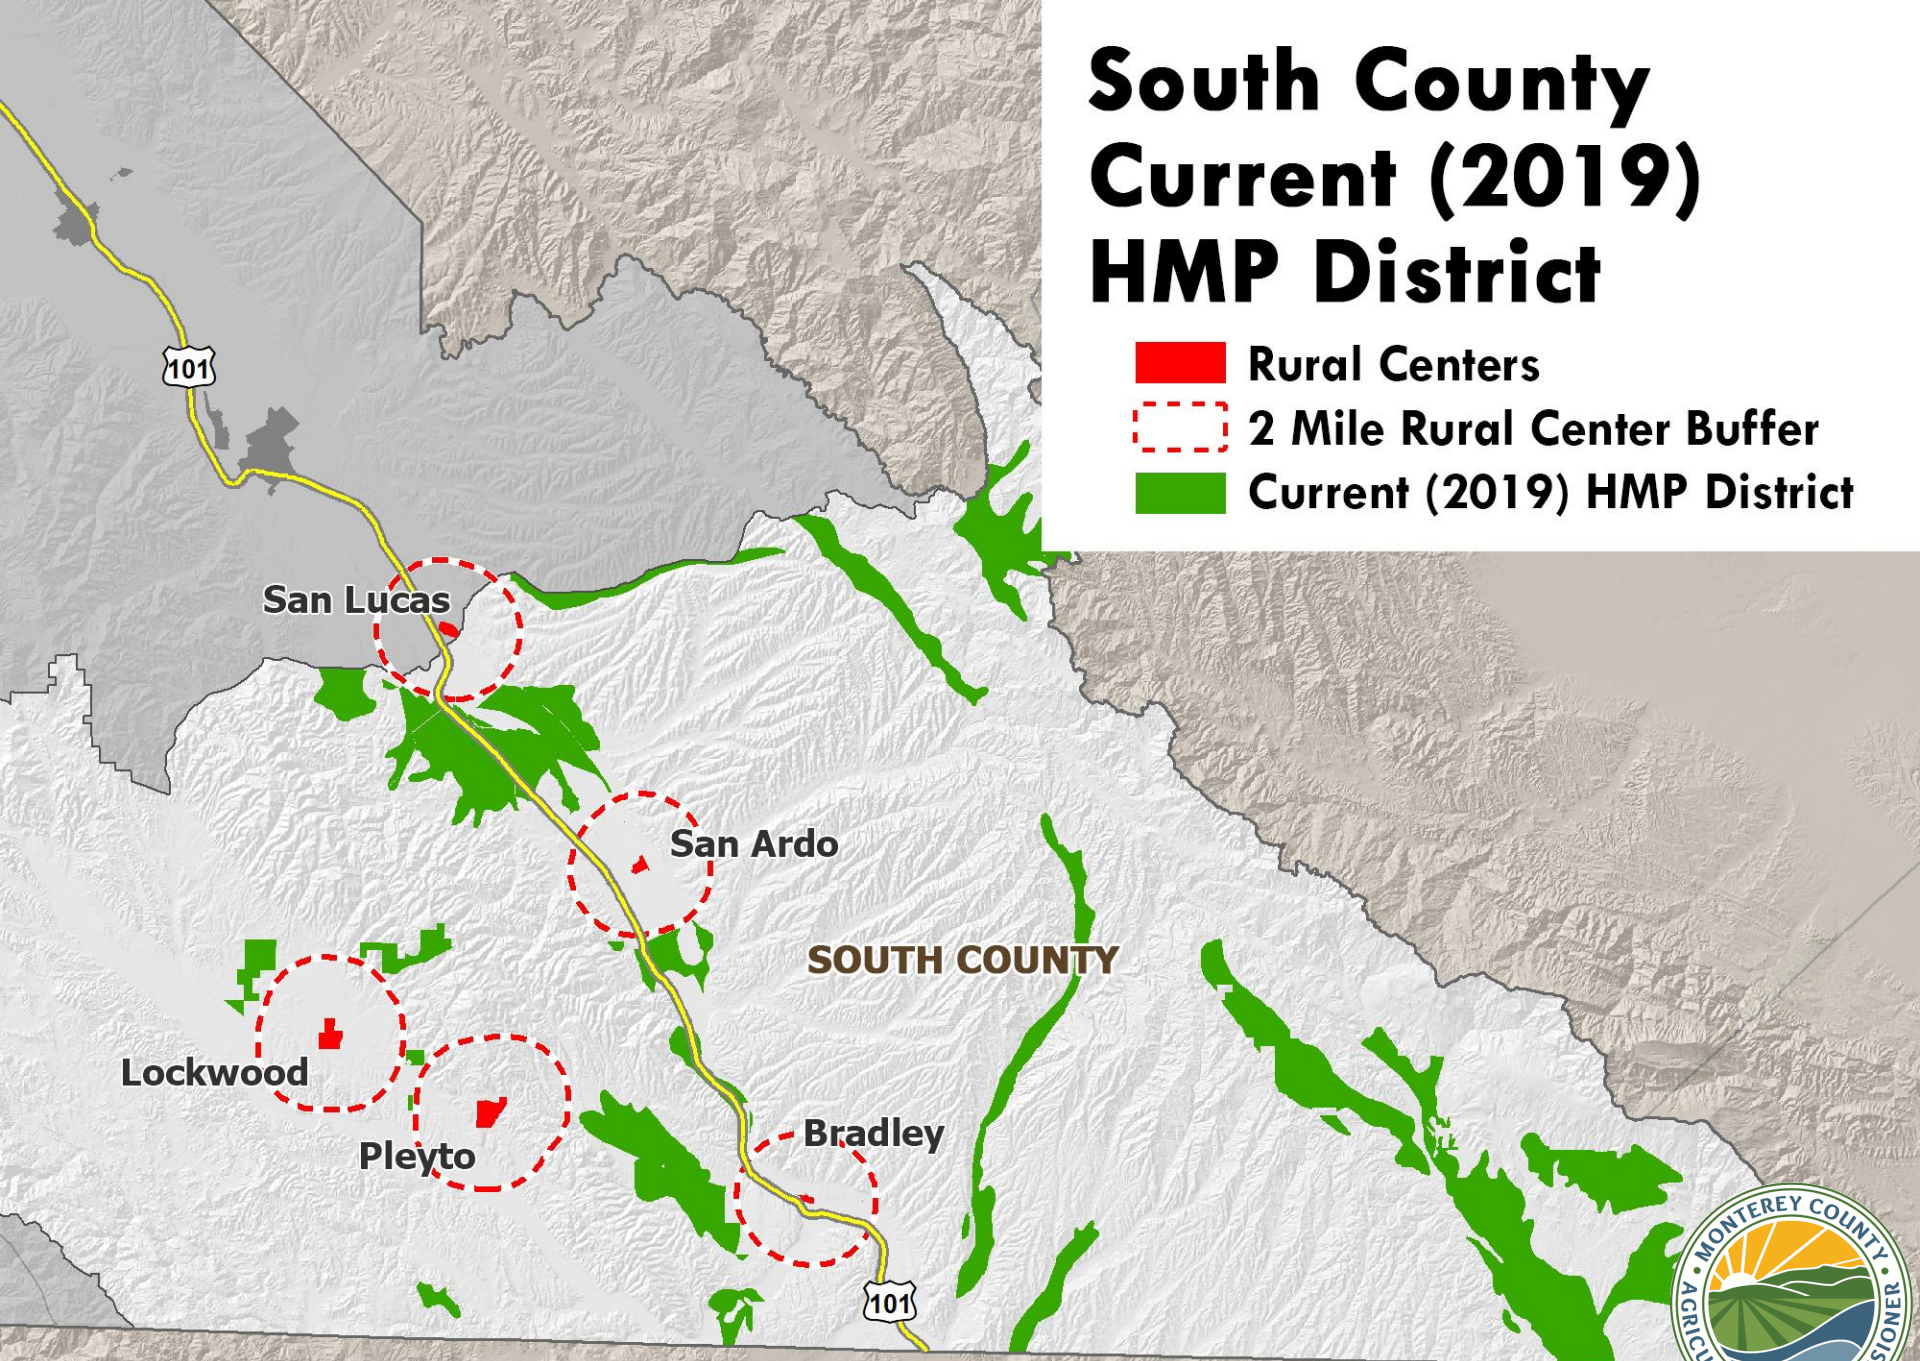 South County
Current (2019)
HMP District
Rural Centers
2 Mile Rural Center Buffer
Current (2019) HMP District
101
San Lucas
San Ardo
SOUTH COUNTY
Lockwood
Pleyto
Bradley
101
MONTEREY COUNTY